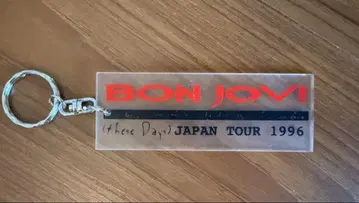 BON JOVI
(these Days) JAPAN TOUR 1996